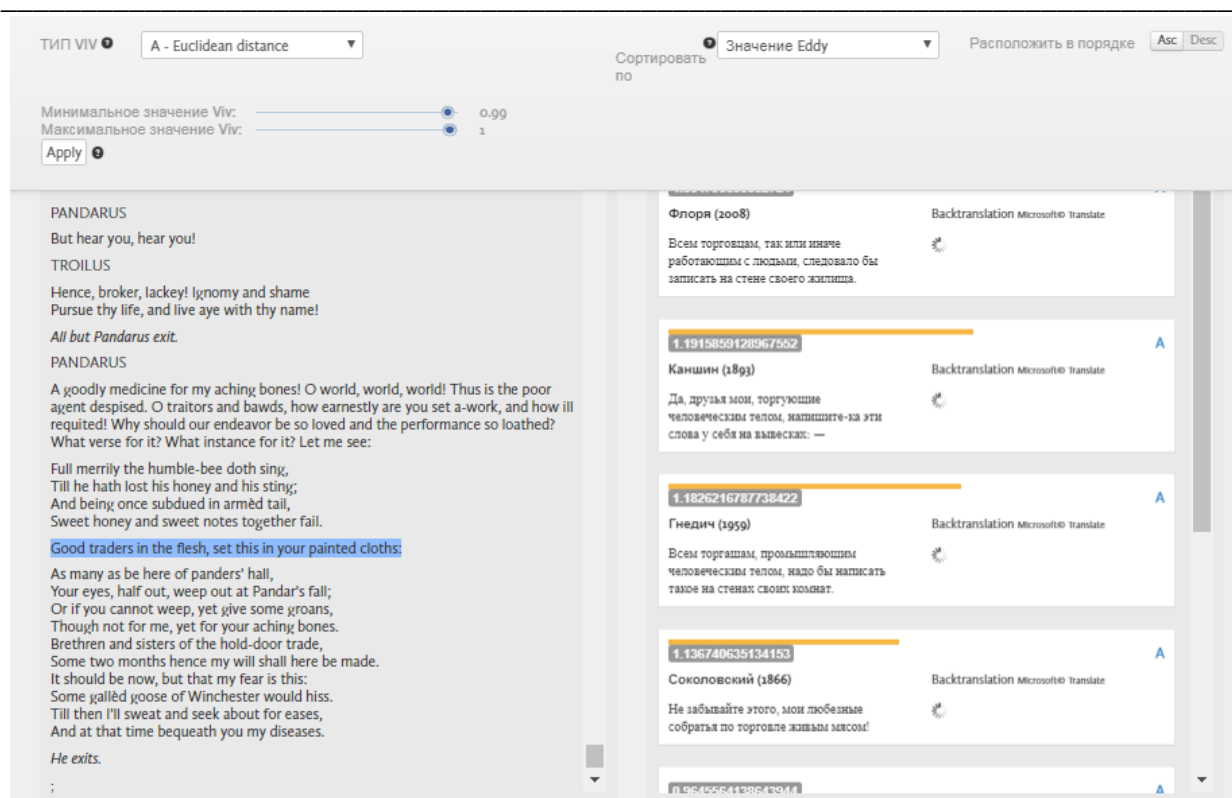 ТИП VIV
A - Euclidean distance
Сортировать по
Значение Eddy
Расположить в порядке
Asc Desc
Минимальное значение Viv: 0.99
Максимальное значение Viv: 1
Apply
PANDARUS
But hear you, hear you!
TROILUS
Hence, broker, lackey! Ignomy and shame
Pursue thy life, and live aye with thy name!
All but Pandarus exit.
PANDARUS
A goodly medicine for my aching bones! O world, world, world! Thus is the poor
agent despised. O traitors and bawds, how earnestly are you set a-work, and how ill
requited! Why should our endeavor be so loved and the performance so loathed?
What verse for it? What instance for it? Let me see:
Full merrily the humble-bee doth sing,
Till he hath lost his honey and his sting;
And being once subdued in armèd tail,
Sweet honey and sweet notes together fail.
Good traders in the flesh, set this in your painted cloths:
As many as be here of panders' hall,
Your eyes, half out, weep out at Pandar's fall;
Or if you cannot weep, yet give some groans,
Though not for me, yet for your aching bones.
Brethren and sisters of the hold-door trade,
Some two months hence my will shall here be made.
It should be now, but that my fear is this:
Some gallèd goose of Winchester would hiss.
Till then I'll sweat and seek about for eases,
And at that time bequeath you my diseases.
He exits.
;
Флоря (2008)
Backtranslation Microsoft® Translate
Всем торговцам, так или иначе
работающим с людьми, следовало бы
записать на стене своего жилища.
1.1915859128967552
A
Каншин (1893)
Backtranslation Microsoft® Translate
Да, друзья мои, торгующие
человеческим телом, напишите-ка эти
слова у себя на вывесках: —
1.1826216787738422
A
Гнедич (1959)
Backtranslation Microsoft® Translate
Всем торгашам, промышляющим
человеческим телом, надо бы написать
такое на стенах своих комнат.
1.136740635134153
A
Соколовский (1866)
Backtranslation Microsoft® Translate
Не забывайте этого, мои любезные
собратья по торговле живым мясом!
0.9645564138643944
A